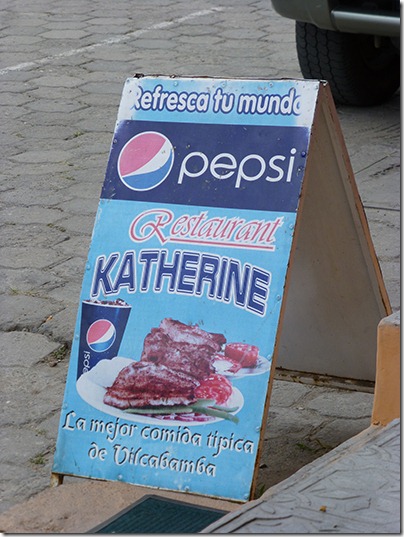 Refresca tu mundo
pepsi
Restaurant
KATHERINE
pepsi
La mejor comida típica
de Vilcabamba